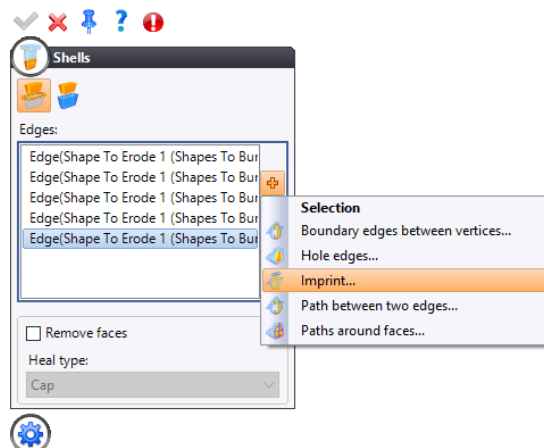 Shells
Edges:
Edge(Shape To Erode 1 (Shapes To Bur
Edge(Shape To Erode 1 (Shapes To Bur
Edge(Shape To Erode 1 (Shapes To Bur
Edge(Shape To Erode 1 (Shapes To Bur
Edge(Shape To Erode 1 (Shapes To Bur
Selection
Boundary edges between vertices...
Hole edges...
Imprint...
Path between two edges...
Paths around faces...
Remove faces
Heal type:
Cap